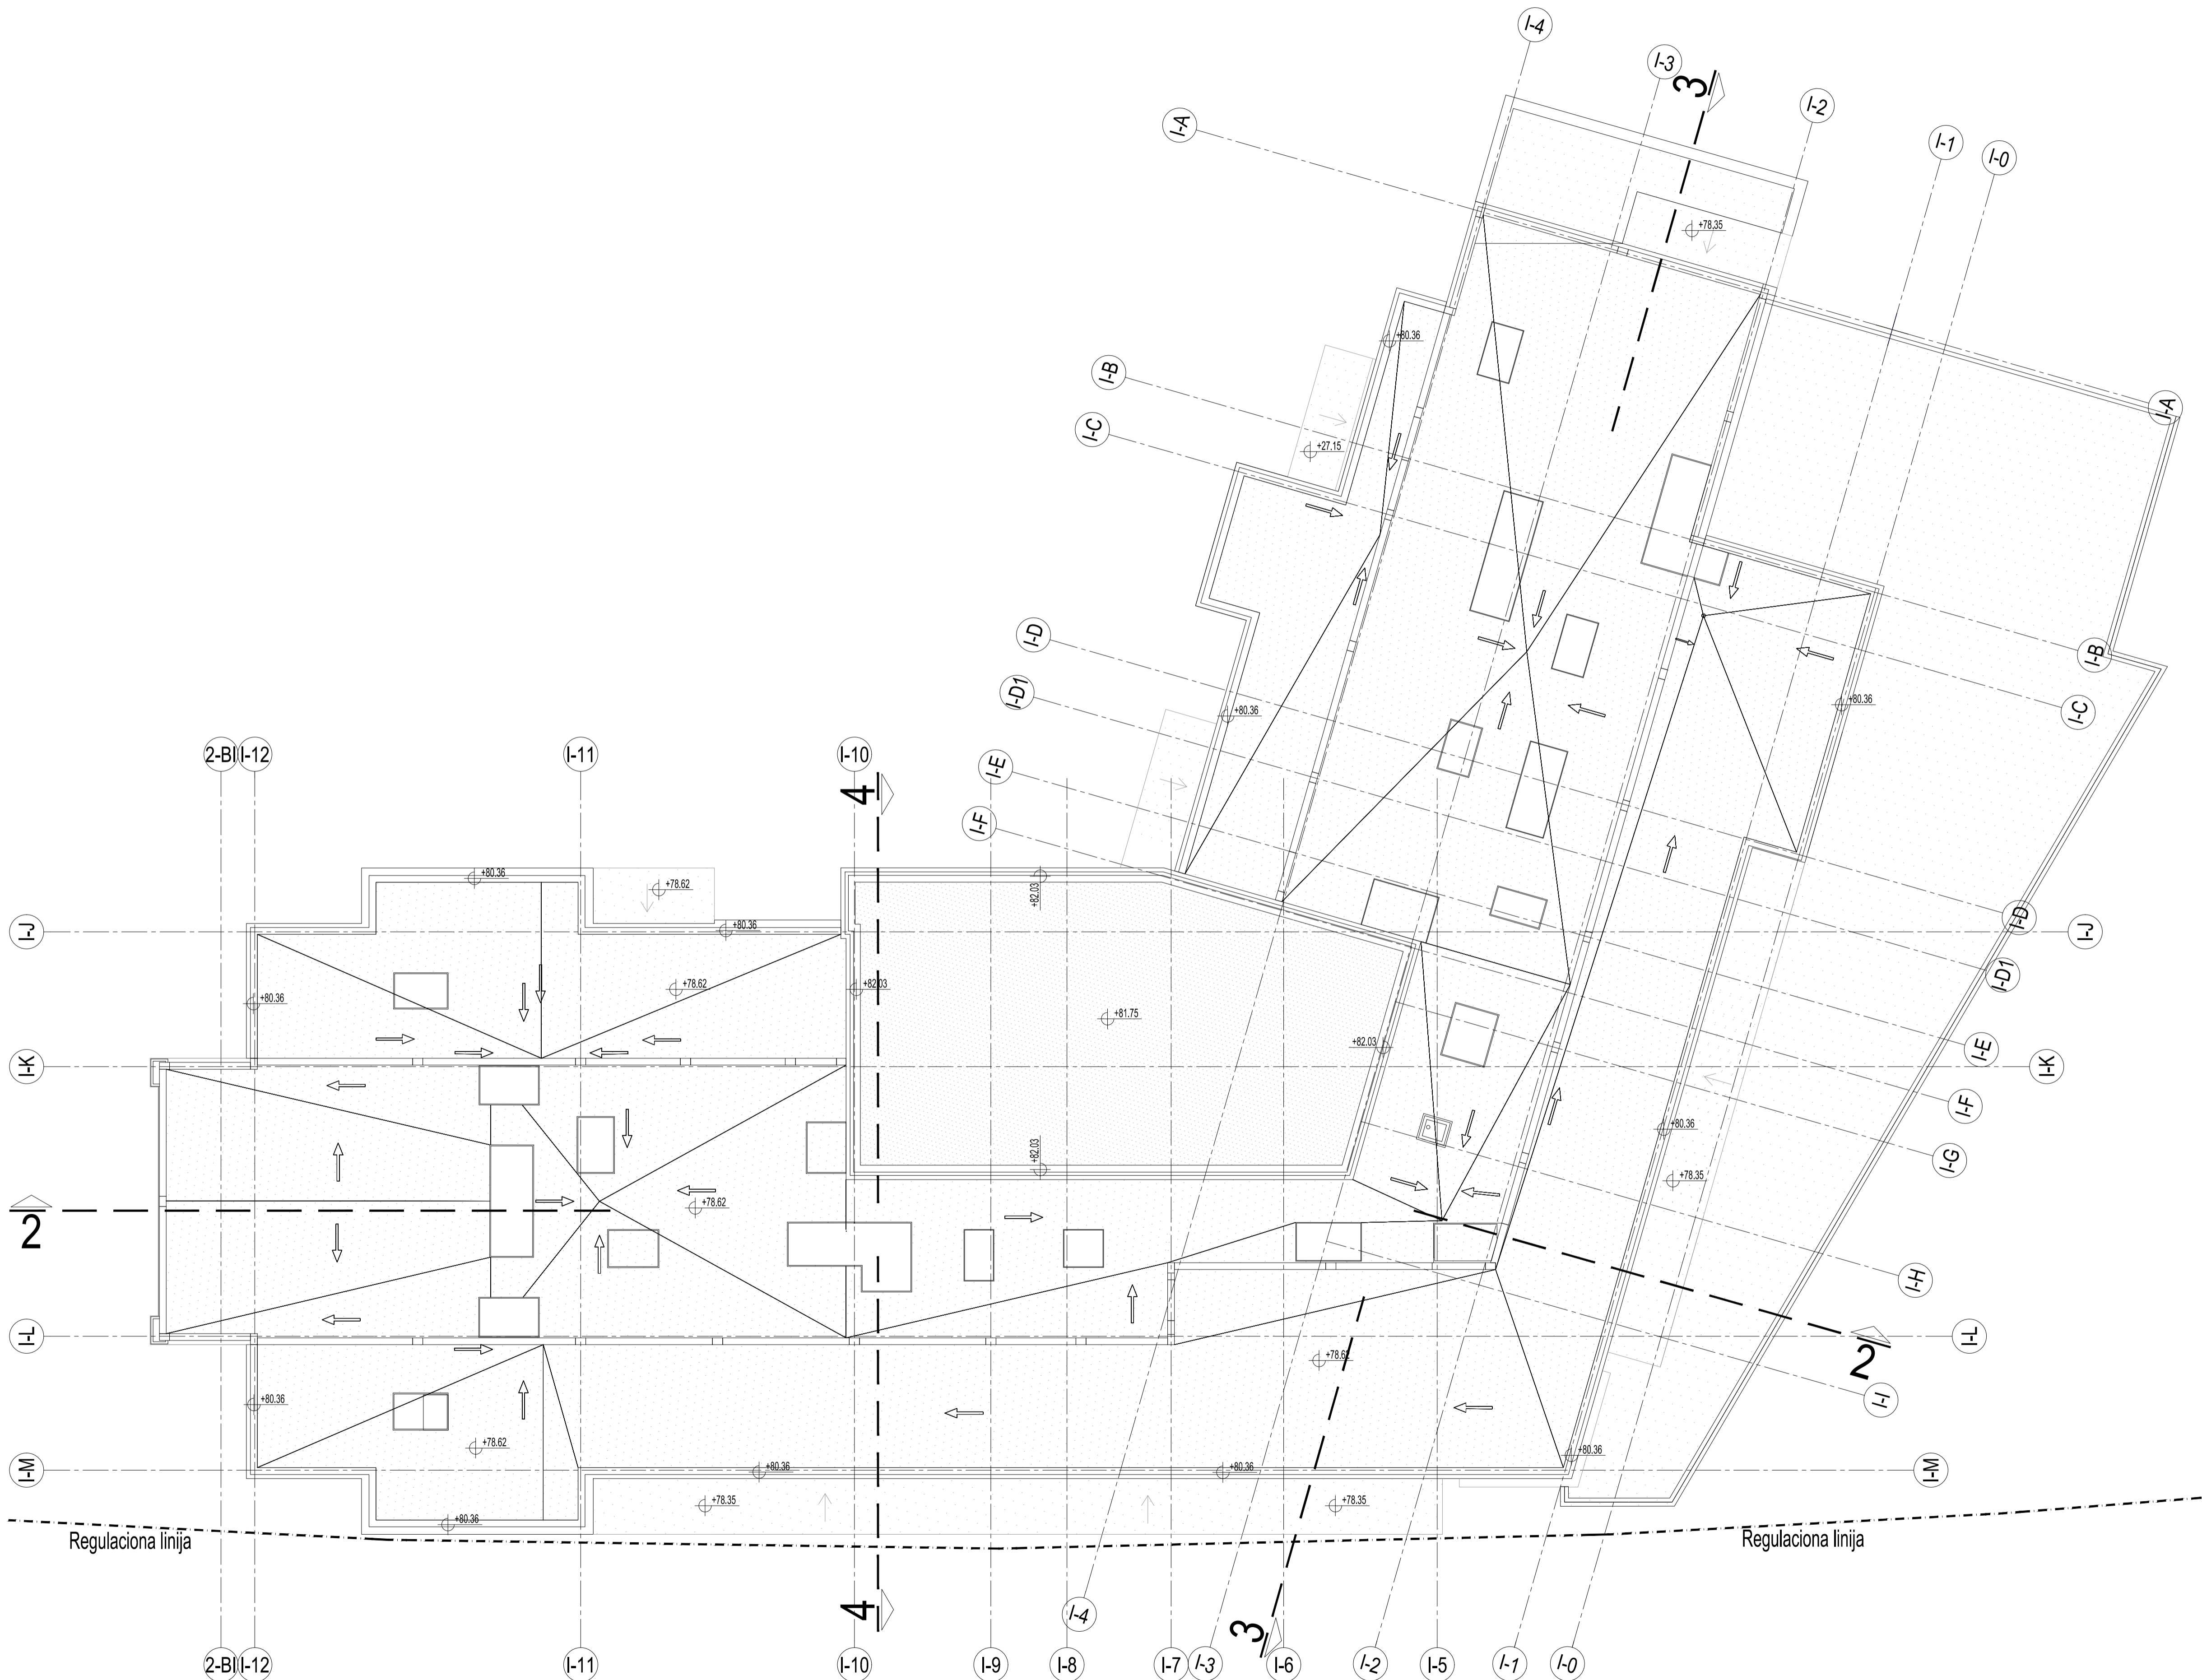 I-4
I-3
3
I-2
I-A
I-1
I-0
+78.35
+80.36
I-B
I-A
I-C
+27.15
I-D
I-B
I-D1
+80.36
I-C
+80.36
2-BI
I-12
I-11
I-10
I-E
4
I-F
+80.36
+78.62
+82.03
I-D
I-J
+80.36
I-J
I-D1
+78.62
+82.03
+80.36
+81.75
+82.03
I-E
I-K
I-K
I-F
+80.36
+82.03
I-G
+78.35
2
+78.62
I-H
I-L
I-L
+78.62
2
I-I
+80.36
+78.62
+80.36
I-M
+80.36
+80.36
I-M
+78.35
+78.35
+80.36
Regulaciona linija
Regulaciona linija
4
I-4
3
2-BI
I-12
I-11
I-10
I-9
I-8
I-7
I-3
I-6
I-2
I-5
I-1
I-0